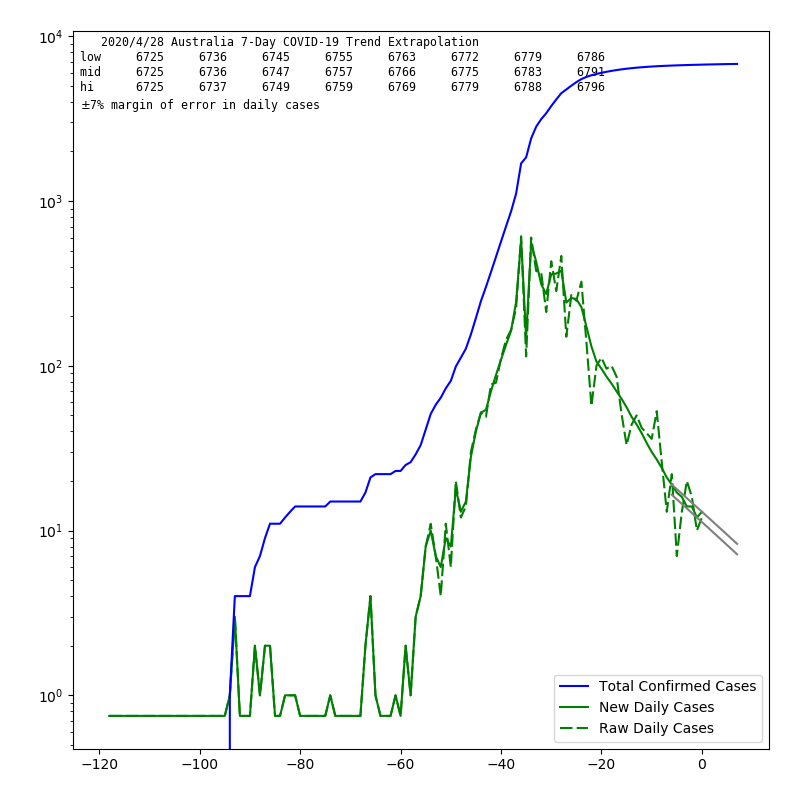 2020/4/28 Australia 7-Day COVID-19 Trend Extrapolation
low 6725 6736 6745 6755 6763 6772 6779 6786
mid 6725 6736 6747 6757 6766 6775 6783 6791
hi 6725 6737 6749 6759 6769 6779 6788 6796
±7% margin of error in daily cases
10⁴
10³
10²
10¹
10⁰
Total Confirmed Cases
New Daily Cases
Raw Daily Cases
−120 −100 −80 −60 −40 −20 0